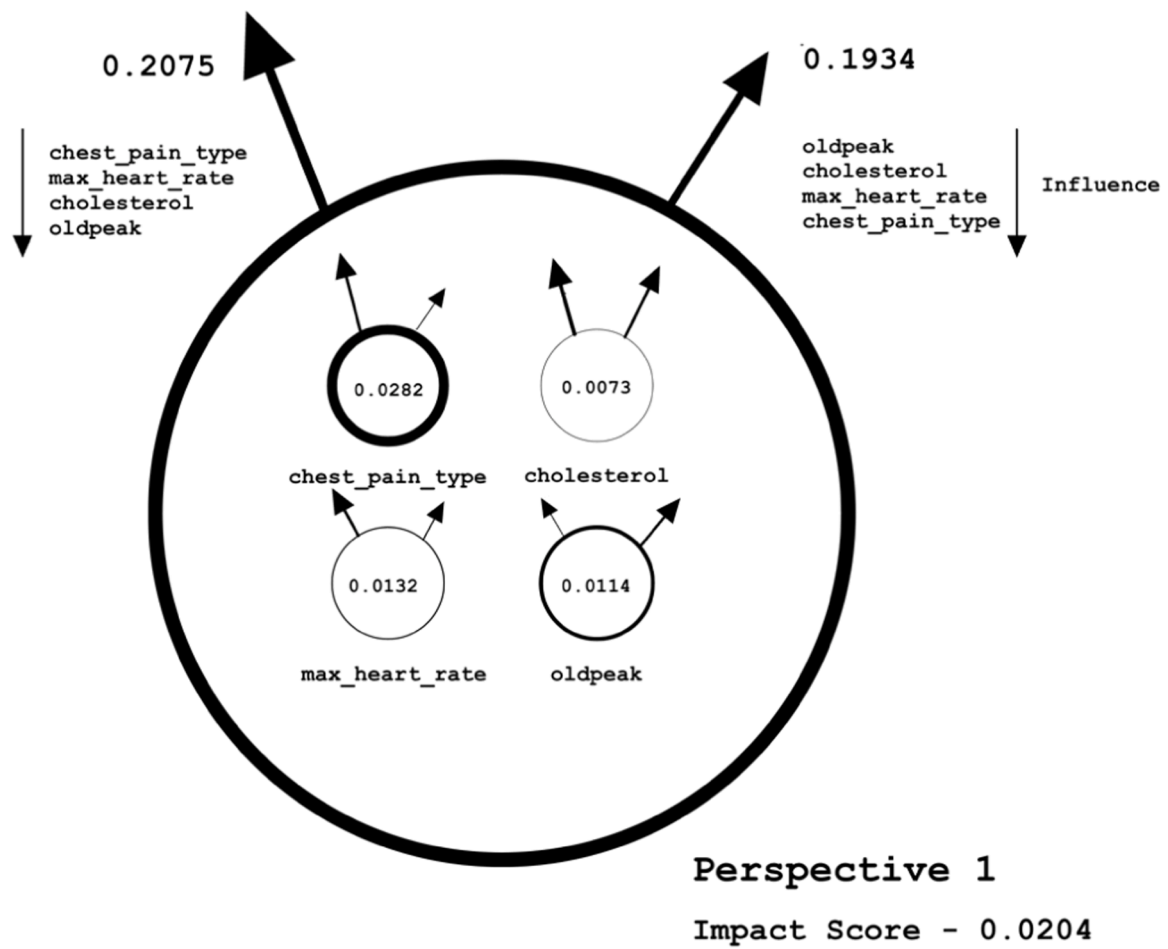 0.2075
0.1934
chest_pain_type
max_heart_rate
cholesterol
oldpeak
oldpeak
cholesterol
max_heart_rate
chest_pain_type
Influence
0.0282
0.0073
chest_pain_type
cholesterol
0.0132
0.0114
max_heart_rate
oldpeak
Perspective 1
Impact Score - 0.0204